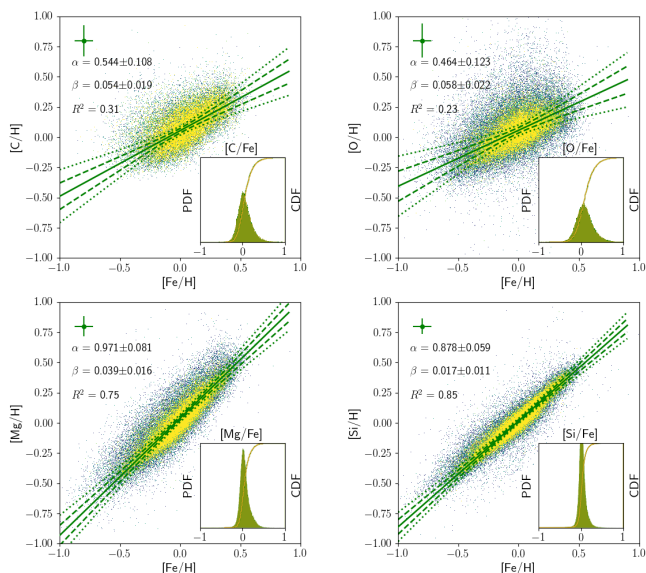 1.00
0.75
0.50
0.25
0.00
−0.25
−0.50
−0.75
−1.00
[C/H]
α = 0.544±0.108
β = 0.054±0.019
R² = 0.31
[C/Fe]
PDF
CDF
−1 0 1
−1.0 −0.5 0.0 0.5 1.0
[Fe/H]
1.00
0.75
0.50
0.25
0.00
−0.25
−0.50
−0.75
−1.00
[O/H]
α = 0.464±0.123
β = 0.058±0.022
R² = 0.23
[O/Fe]
PDF
CDF
−1 0 1
−1.0 −0.5 0.0 0.5 1.0
[Fe/H]
1.00
0.75
0.50
0.25
0.00
−0.25
−0.50
−0.75
−1.00
[Mg/H]
α = 0.971±0.081
β = 0.039±0.016
R² = 0.75
[Mg/Fe]
PDF
CDF
−1 0 1
−1.0 −0.5 0.0 0.5 1.0
[Fe/H]
1.00
0.75
0.50
0.25
0.00
−0.25
−0.50
−0.75
−1.00
[Si/H]
α = 0.878±0.059
β = 0.017±0.011
R² = 0.85
[Si/Fe]
PDF
CDF
−1 0 1
−1.0 −0.5 0.0 0.5 1.0
[Fe/H]